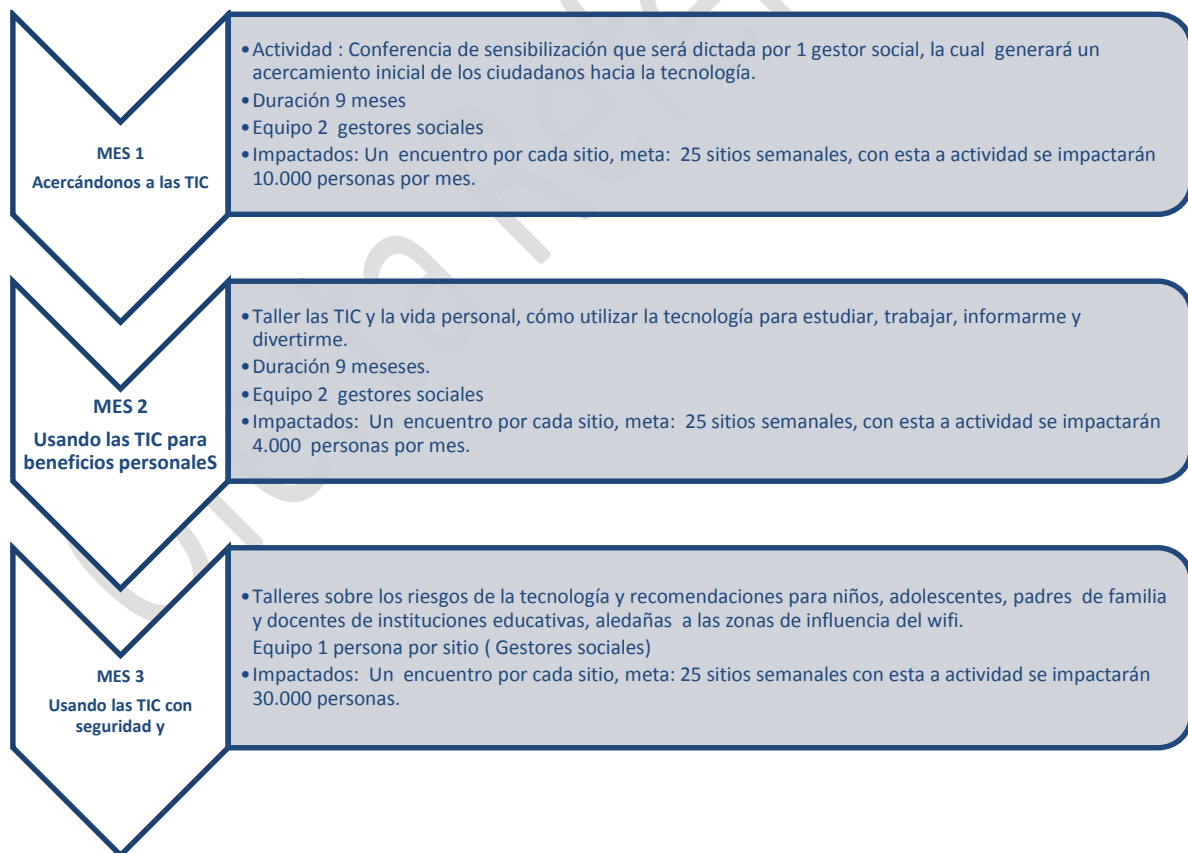 MES 1
Acercándonos a las TIC
•Actividad : Conferencia de sensibilización que será dictada por 1 gestor social, la cual generará un
acercamiento inicial de los ciudadanos hacia la tecnología.
•Duración 9 meses
•Equipo 2 gestores sociales
•Impactados: Un encuentro por cada sitio, meta: 25 sitios semanales, con esta a actividad se impactarán
10.000 personas por mes.
MES 2
Usando las TIC para
beneficios personaleS
•Taller las TIC y la vida personal, cómo utilizar la tecnología para estudiar, trabajar, informarme y
divertirme.
•Duración 9 meseses.
•Equipo 2 gestores sociales
•Impactados: Un encuentro por cada sitio, meta: 25 sitios semanales, con esta a actividad se impactarán
4.000 personas por mes.
MES 3
Usando las TIC con
seguridad y
•Talleres sobre los riesgos de la tecnología y recomendaciones para niños, adolescentes, padres de familia
y docentes de instituciones educativas, aledañas a las zonas de influencia del wifi.
Equipo 1 persona por sitio ( Gestores sociales)
•Impactados: Un encuentro por cada sitio, meta: 25 sitios semanales con esta a actividad se impactarán
30.000 personas.